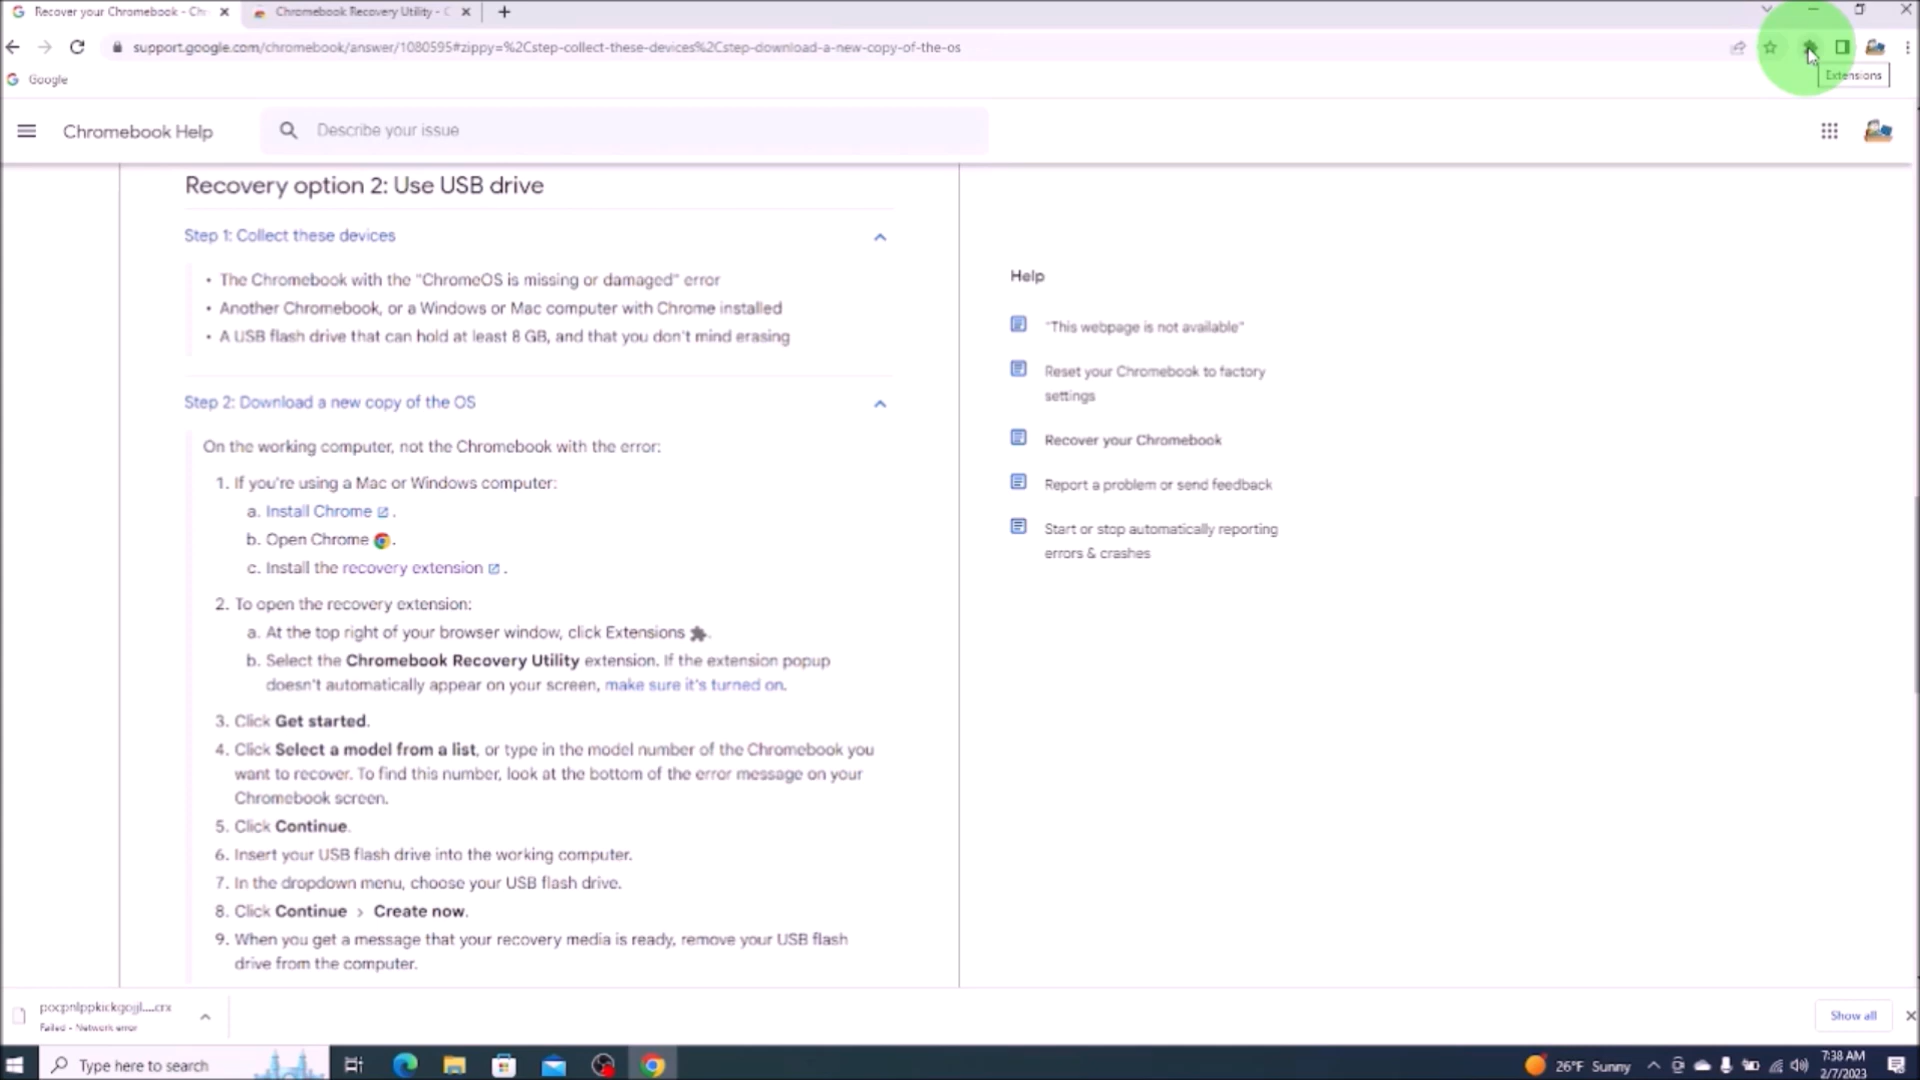 Recover your Chromebook - Ch
Chromebook Recovery Utility - C
support.google.com/chromebook/answer/1080595#zippy=%2Cstep-collect-these-devices%2Cstep-download-a-new-copy-of-the-os
Extensions
Google
Chromebook Help
Describe your issue
Recovery option 2: Use USB drive
Step 1: Collect these devices
• The Chromebook with the "ChromeOS is missing or damaged" error
• Another Chromebook, or a Windows or Mac computer with Chrome installed
• A USB flash drive that can hold at least 8 GB, and that you don't mind erasing
Step 2: Download a new copy of the OS
On the working computer, not the Chromebook with the error:
1. If you're using a Mac or Windows computer:
a. Install Chrome .
b. Open Chrome .
c. Install the recovery extension .
2. To open the recovery extension:
a. At the top right of your browser window, click Extensions .
b. Select the Chromebook Recovery Utility extension. If the extension popup
doesn't automatically appear on your screen, make sure it's turned on.
3. Click Get started.
4. Click Select a model from a list, or type in the model number of the Chromebook you
want to recover. To find this number, look at the bottom of the error message on your
Chromebook screen.
5. Click Continue.
6. Insert your USB flash drive into the working computer.
7. In the dropdown menu, choose your USB flash drive.
8. Click Continue > Create now.
9. When you get a message that your recovery media is ready, remove your USB flash
drive from the computer.
Help
"This webpage is not available"
Reset your Chromebook to factory
settings
Recover your Chromebook
Report a problem or send feedback
Start or stop automatically reporting
errors & crashes
Failed - Network error
Show all
Type here to search
26°F Sunny
7:38 AM
2/7/2023